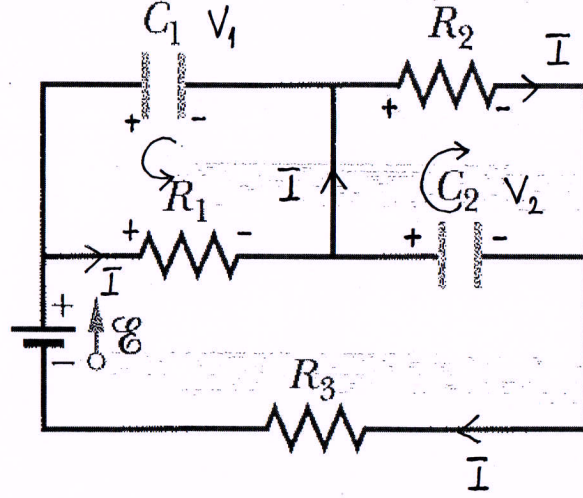 C₁ V₁ R₂ I
+ - + -
R₁ I C₂ V₂
+ - + -
I
+ ℰ
-
R₃
I